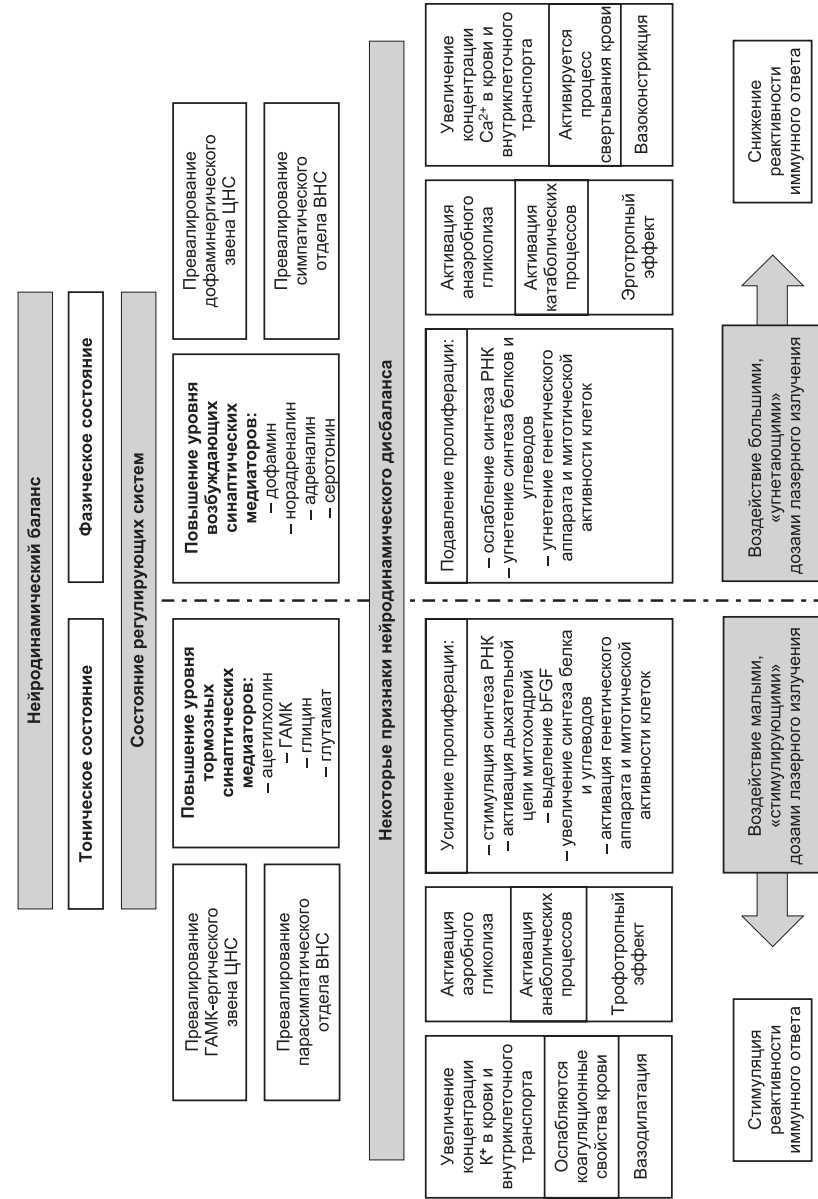 Нейродинамический баланс
Тоническое состояние
Фазическое состояние
Состояние регулирующих систем
Превалирование
ГАМК-ергического
звена ЦНС
Превалирование
парасимпатического
отдела ВНС
Повышение уровня
тормозных
синаптических
медиаторов:
– ацетилхолин
– ГАМК
– глицин
– глутамат
Повышение уровня
возбуждающих
синаптических
медиаторов:
– дофамин
– норадреналин
– адреналин
– серотонин
Превалирование
дофаминергического
звена ЦНС
Превалирование
симпатического
отдела ВНС
Некоторые признаки нейродинамического дисбаланса
Увеличение
концентрации
К⁺ в крови и
внутриклеточного
транспорта
Ослабляются
коагуляционные
свойства крови
Вазодилатация
Активация
аэробного
гликолиза
Активация
анаболических
процессов
Трофотропный
эффект
Усиление пролиферации:
– стимуляция синтеза РНК
– активация дыхательной
цепи митохондрий
– выделение bFGF
– увеличение синтеза белка
и углеводов
– активация генетического
аппарата и митотической
активности клеток
Подавление пролиферации:
– ослабление синтеза РНК
– угнетение синтеза белков и
углеводов
– угнетение генетического
аппарата и митотической
активности клеток
Активация
анаэробного
гликолиза
Активация
катаболических
процессов
Эрготропный
эффект
Увеличение
концентрации
Ca²⁺ в крови и
внутриклеточного
транспорта
Активируется
процесс
свертывания крови
Вазоконстрикция
Стимуляция
реактивности
иммунного ответа
Воздействие малыми,
«стимулирующими»
дозами лазерного излучения
Воздействие большими,
«угнетающими»
дозами лазерного излучения
Снижение
реактивности
иммунного ответа